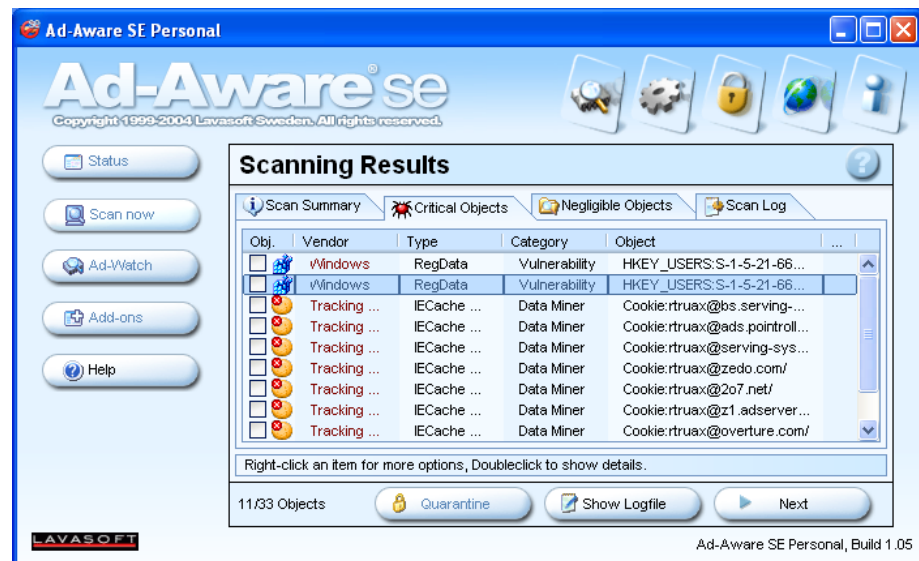 Ad-Aware SE Personal
Ad-Aware® se
Copyright 1999-2004 Lavasoft Sweden. All rights reserved.
Status
Scan now
Ad-Watch
Add-ons
Help
Scanning Results
Scan Summary Critical Objects Negligible Objects Scan Log
Obj. Vendor Type Category Object ...
Windows RegData Vulnerability HKEY_USERS:S-1-5-21-66...
Windows RegData Vulnerability HKEY_USERS:S-1-5-21-66...
Tracking ... IECache ... Data Miner Cookie:rtruax@bs.serving-...
Tracking ... IECache ... Data Miner Cookie:rtruax@ads.pointroll...
Tracking ... IECache ... Data Miner Cookie:rtruax@serving-sys...
Tracking ... IECache ... Data Miner Cookie:rtruax@zedo.com/
Tracking ... IECache ... Data Miner Cookie:rtruax@2o7.net/
Tracking ... IECache ... Data Miner Cookie:rtruax@z1.adserver...
Tracking ... IECache ... Data Miner Cookie:rtruax@overture.com/
Right-click an item for more options, Doubleclick to show details.
11/33 Objects Quarantine Show Logfile Next
LAVASOFT
Ad-Aware SE Personal, Build 1.05